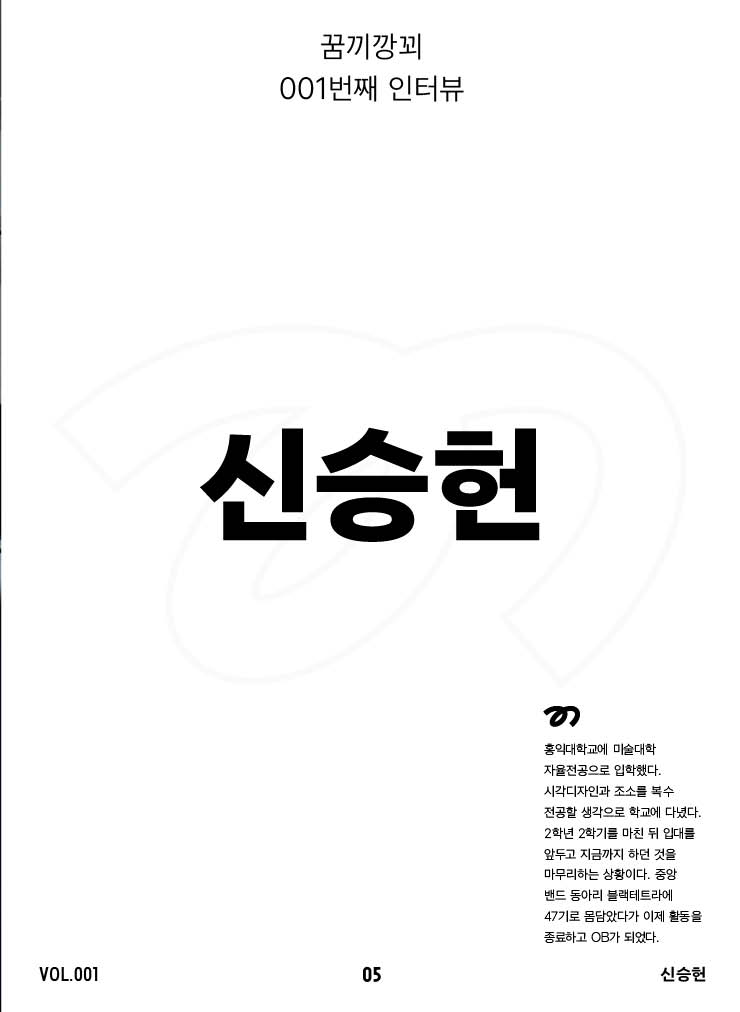 꿈끼깡꾀
001번째 인터뷰
신승헌
홍익대학교에 미술대학
자율전공으로 입학했다.
시각디자인과 조소를 복수
전공할 생각으로 학교에 다녔다.
2학년 2학기를 마친 뒤 입대를
앞두고 지금까지 하던 것을
마무리하는 상황이다. 중앙
밴드 동아리 블랙테트라에
47기로 몸담았다가 이제 활동을
종료하고 OB가 되었다.
VOL.001
05
신승헌